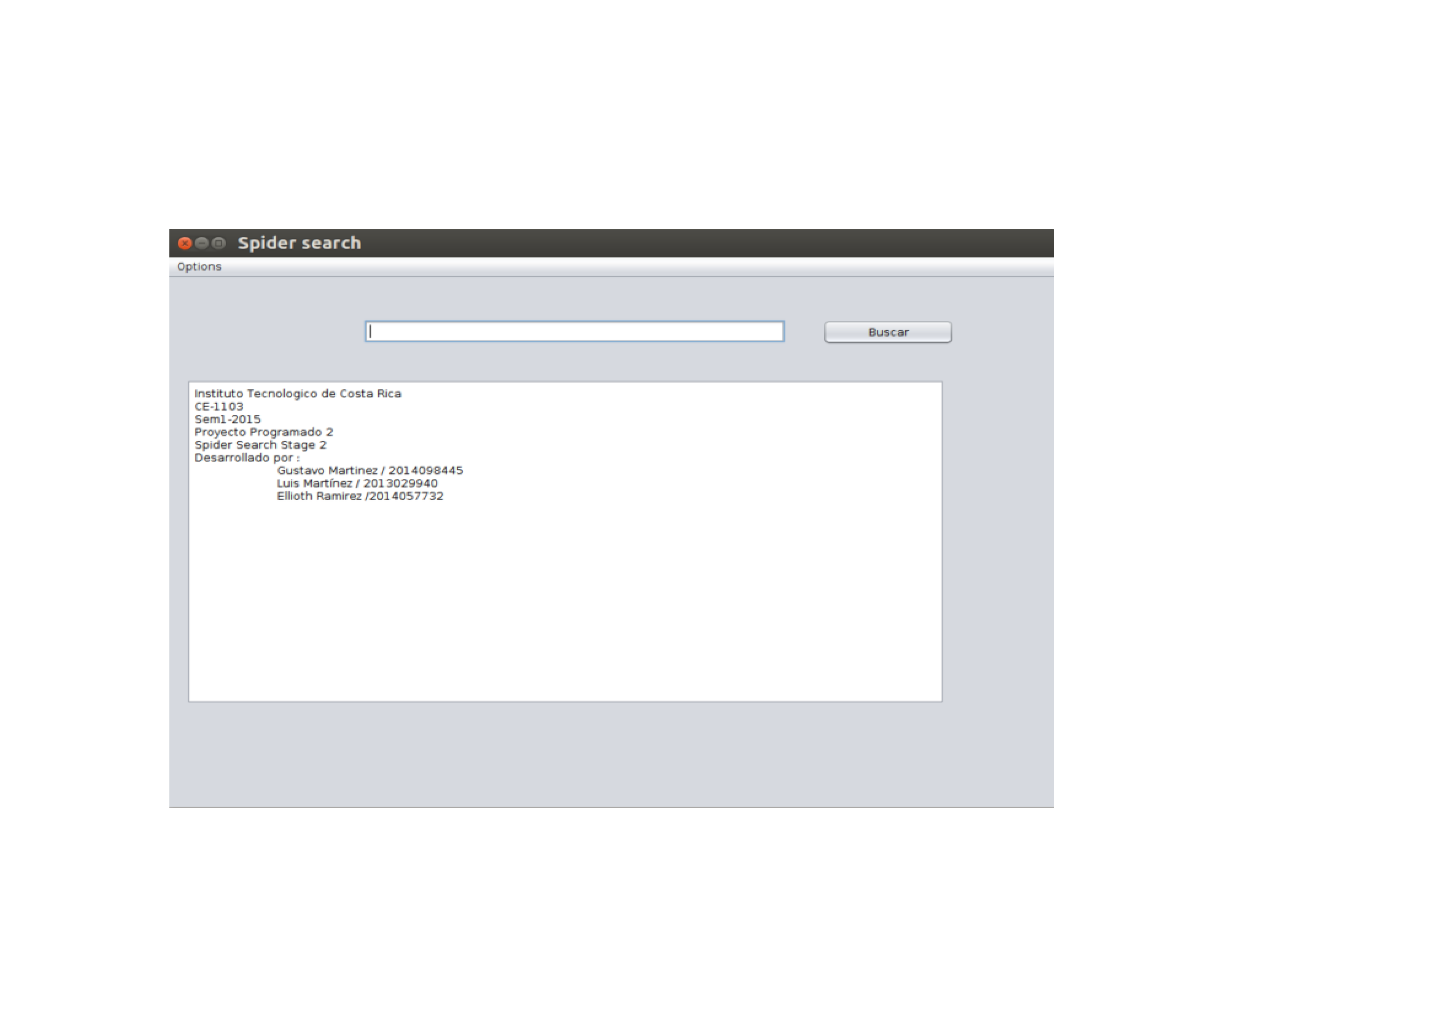 Spider search
Options
Buscar
Instituto Tecnologico de Costa Rica
CE-1103
Sem1-2015
Proyecto Programado 2
Spider Search Stage 2
Desarrollado por :
Gustavo Martinez / 2014098445
Luis Martínez / 2013029940
Ellioth Ramirez /2014057732